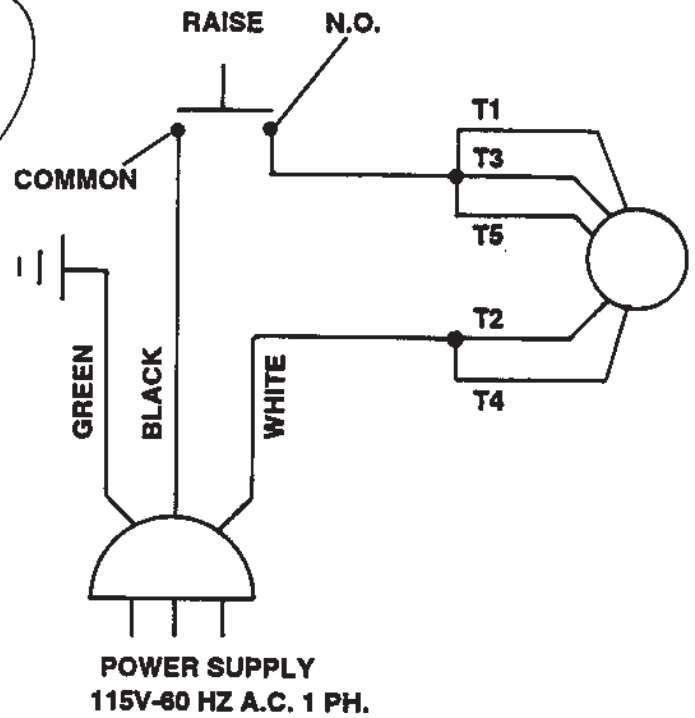 RAISE
N.O.
COMMON
T1
T3
T5
T2
T4
GREEN
BLACK
WHITE
POWER SUPPLY
115V-60 HZ A.C. 1 PH.